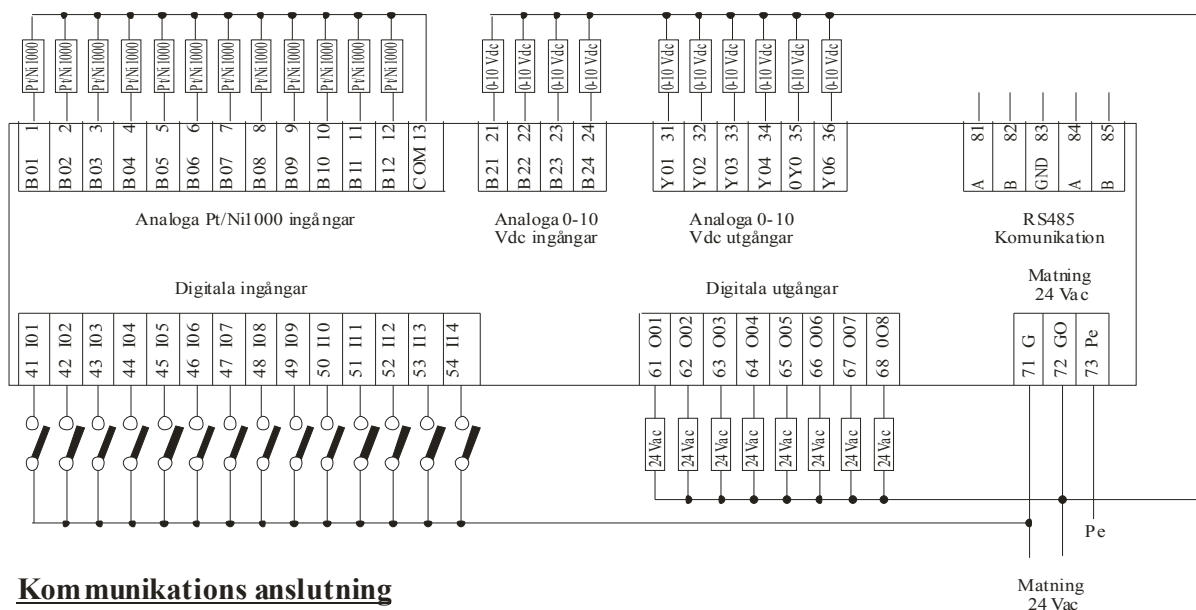 Pt/Ni1000 Pt/Ni1000 Pt/Ni1000 Pt/Ni1000 Pt/Ni1000 Pt/Ni1000 Pt/Ni1000 Pt/Ni1000 Pt/Ni1000 Pt/Ni1000 Pt/Ni1000 Pt/Ni1000
0-10 Vdc 0-10 Vdc 0-10 Vdc 0-10 Vdc
0-10 Vdc 0-10 Vdc 0-10 Vdc 0-10 Vdc 0-10 Vdc 0-10 Vdc
B01 1
B02 2
B03 3
B04 4
B05 5
B06 6
B07 7
B08 8
B09 9
B10 10
B11 11
B12 12
COM 13
B21 21
B22 22
B23 23
B24 24
Y01 31
Y02 32
Y03 33
Y04 34
0Y0 35
Y06 36
A 81
B 82
GND 83
A 84
B 85
Analoga Pt/Ni1000 ingångar
Analoga 0-10
Vdc ingångar
Analoga 0-10
Vdc utgångar
RS485
Komunikation
Digitala ingångar
Digitala utgångar
Matning
24 Vac
41 I01
42 I02
43 I03
44 I04
45 I05
46 I06
47 I07
48 I08
49 I09
50 I10
51 I11
52 I12
53 I13
54 I14
61 O01
62 O02
63 O03
64 O04
65 O05
66 O06
67 O07
68 0O8
71 G
72 GO
73 Pe
24 Vac 24 Vac 24 Vac 24 Vac 24 Vac 24 Vac 24 Vac 24 Vac
Pe
Kommunikations anslutning
Matning
24 Vac